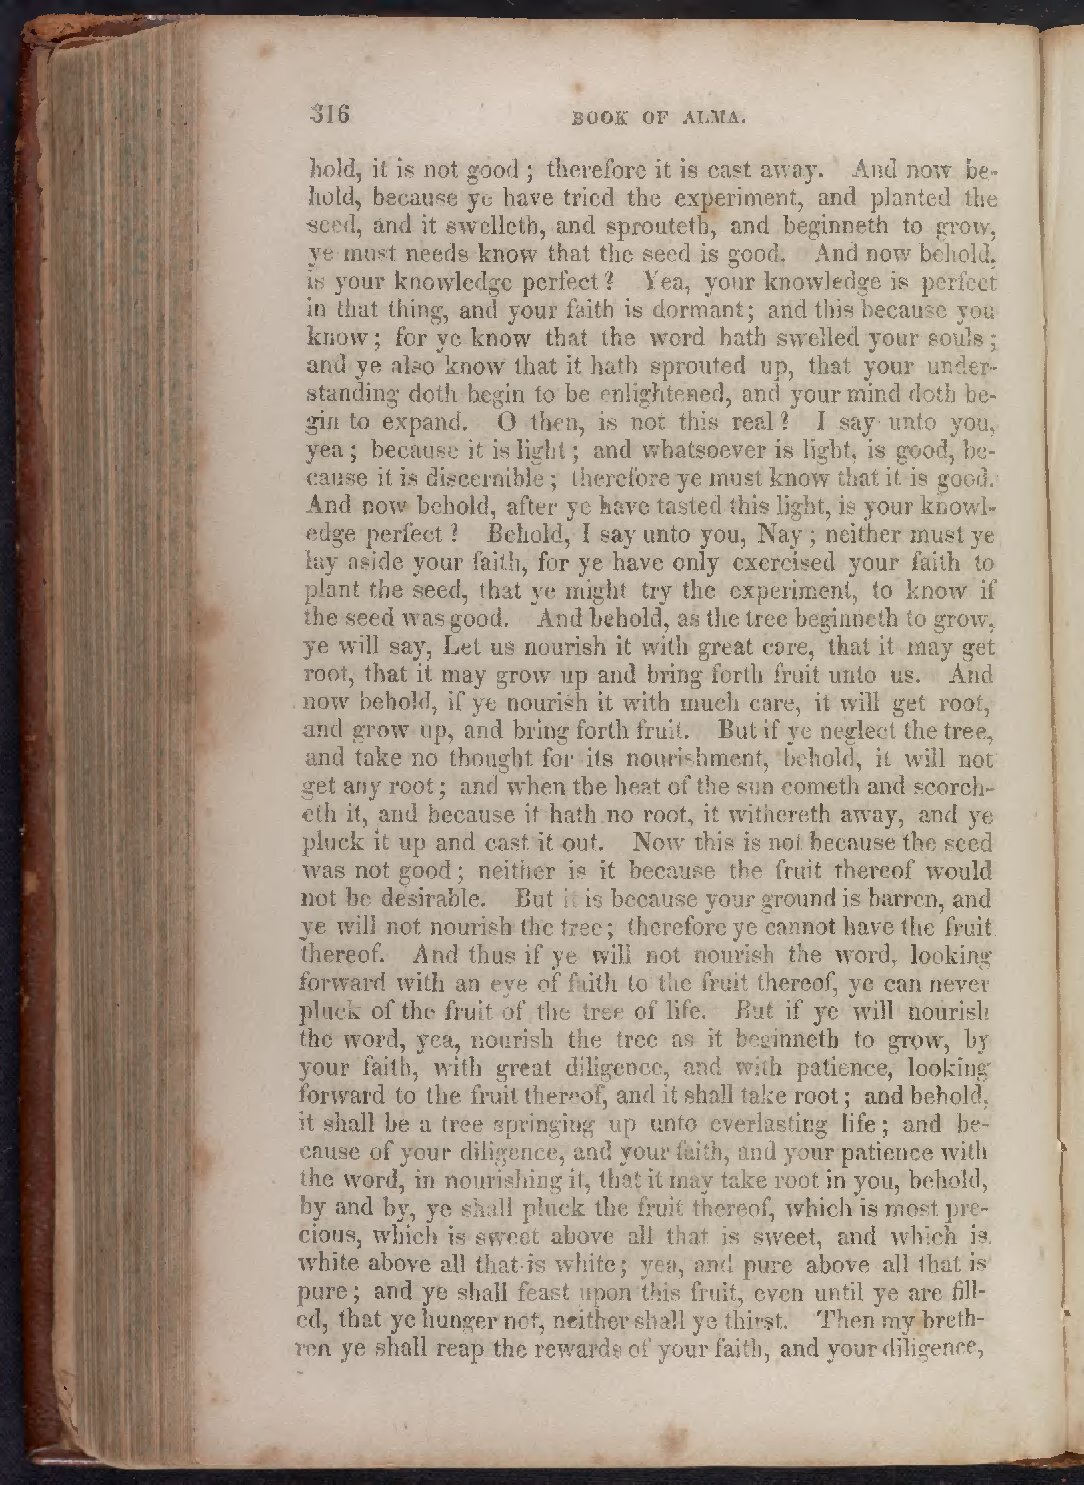 316 BOOK OF ALMA.
hold, it is not good ; therefore it is cast away. And now be-
hold, because ye have tried the experiment, and planted the
seed, and it swelleth, and sprouteth, and beginneth to grow,
ye must needs know that the seed is good. And now behold,
is your knowledge perfect ? Yea, your knowledge is perfect
in that thing, and your faith is dormant ; and this because you
know ; for ye know that the word hath swelled your souls ;
and ye also know that it hath sprouted up, that your under-
standing doth begin to be enlightened, and your mind doth be-
gin to expand. O then, is not this real ? I say unto you,
yea ; because it is light ; and whatsoever is light, is good, be-
cause it is discernible ; therefore ye must know that it is good.
And now behold, after ye have tasted this light, is your knowl-
edge perfect ? Behold, I say unto you, Nay ; neither must ye
lay aside your faith, for ye have only exercised your faith to
plant the seed, that ye might try the experiment, to know if
the seed was good. And behold, as the tree beginneth to grow,
ye will say, Let us nourish it with great care, that it may get
root, that it may grow up and bring forth fruit unto us. And
now behold, if ye nourish it with much care, it will get root,
and grow up, and bring forth fruit. But if ye neglect the tree,
and take no thought for its nourishment, behold, it will not
get any root ; and when the heat of the sun cometh and scorch-
eth it, and because it hath no root, it withereth away, and ye
pluck it up and cast it out. Now this is not because the seed
was not good ; neither is it because the fruit thereof would
not be desirable. But it is because your ground is barren, and
ye will not nourish the tree ; therefore ye cannot have the fruit
thereof. And thus if ye will not nourish the word, looking
forward with an eye of faith to the fruit thereof, ye can never
pluck of the fruit of the tree of life. But if ye will nourish
the word, yea, nourish the tree as it beginneth to grow, by
your faith, with great diligence, and with patience, looking
forward to the fruit thereof, and it shall take root ; and behold,
it shall be a tree springing up unto everlasting life ; and be-
cause of your diligence, and your faith, and your patience with
the word, in nourishing it, that it may take root in you, behold,
by and by, ye shall pluck the fruit thereof, which is most pre-
cious, which is sweet above all that is sweet, and which is
white above all that is white ; yea, and pure above all that is
pure ; and ye shall feast upon this fruit, even until ye are fill-
ed, that ye hunger not, neither shall ye thirst. Then my breth-
ren ye shall reap the rewards of your faith, and your diligence,